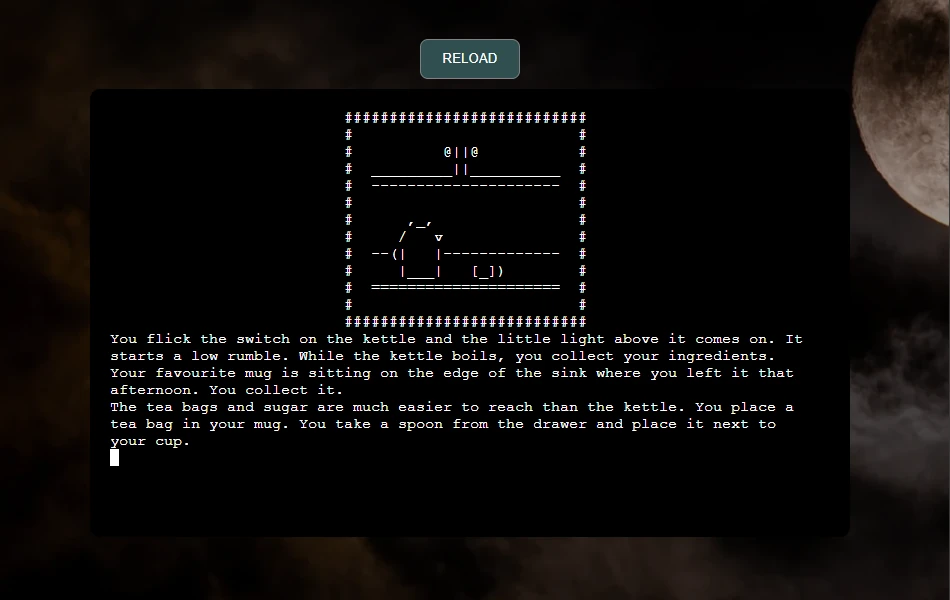 RELOAD
###########################
#                         #
#          @||@           #
#  _________||__________  #
#  ---------------------  #
#                         #
#      ,_,                #
#     /   ▿               #
#  --(|   |-------------  #
#     |___|   [_])        #
#  =====================  #
#                         #
###########################
You flick the switch on the kettle and the little light above it comes on. It
starts a low rumble. While the kettle boils, you collect your ingredients.
Your favourite mug is sitting on the edge of the sink where you left it that
afternoon. You collect it.
The tea bags and sugar are much easier to reach than the kettle. You place a
tea bag in your mug. You take a spoon from the drawer and place it next to
your cup.